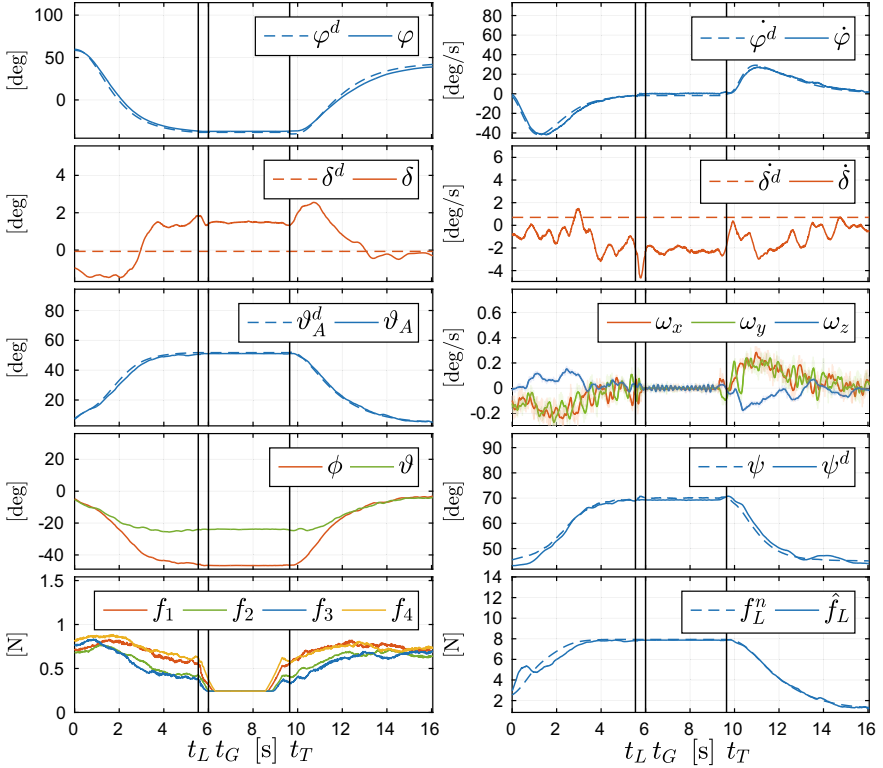 [deg] 100 50 0 φ^d φ
[deg/s] 80 60 40 20 0 -20 -40 φ̇^d φ̇
[deg] 4 2 0 δ^d δ
[deg/s] 6 4 2 0 -2 -4 δ̇^d δ̇
[deg] 80 60 40 20 ϑ_A^d ϑ_A
[deg/s] 0.6 0.4 0.2 0 -0.2 ω_x ω_y ω_z
[deg] 20 0 -20 -40 ϕ ϑ
[deg] 90 80 70 60 50 ψ ψ^d
[N] 1.5 1 0.5 0 f_1 f_2 f_3 f_4
[N] 14 12 10 8 6 4 2 f_L^n f̂_L
0 2 4 6 8 10 12 14 16
t_L t_G [s] t_T
0 2 4 6 8 10 12 14 16
t_L t_G [s] t_T